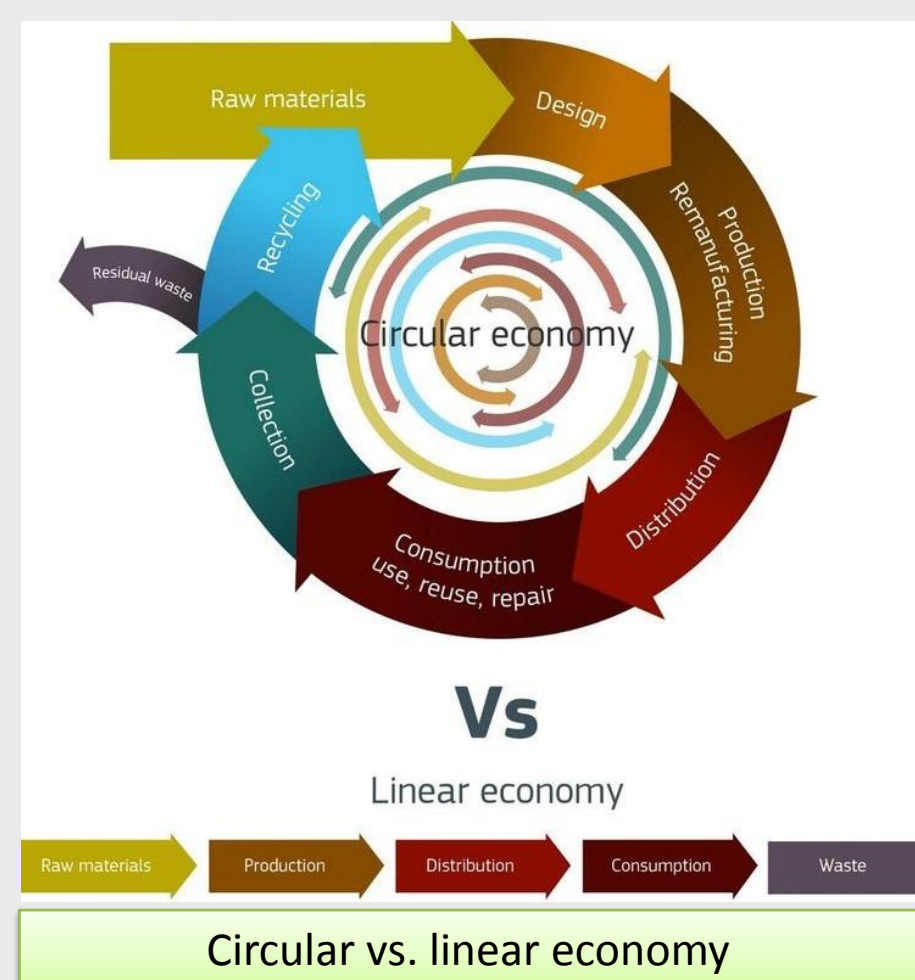 Raw materials
Design
Production
Remanufacturing
Distribution
Consumption
use, reuse, repair
Collection
Recycling
Residual waste
Circular economy
Vs
Linear economy
Raw materials
Production
Distribution
Consumption
Waste
Circular vs. linear economy